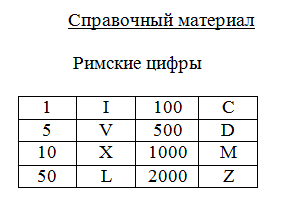 Справочный материал
Римские цифры
1 I 100 C
5 V 500 D
10 X 1000 M
50 L 2000 Z